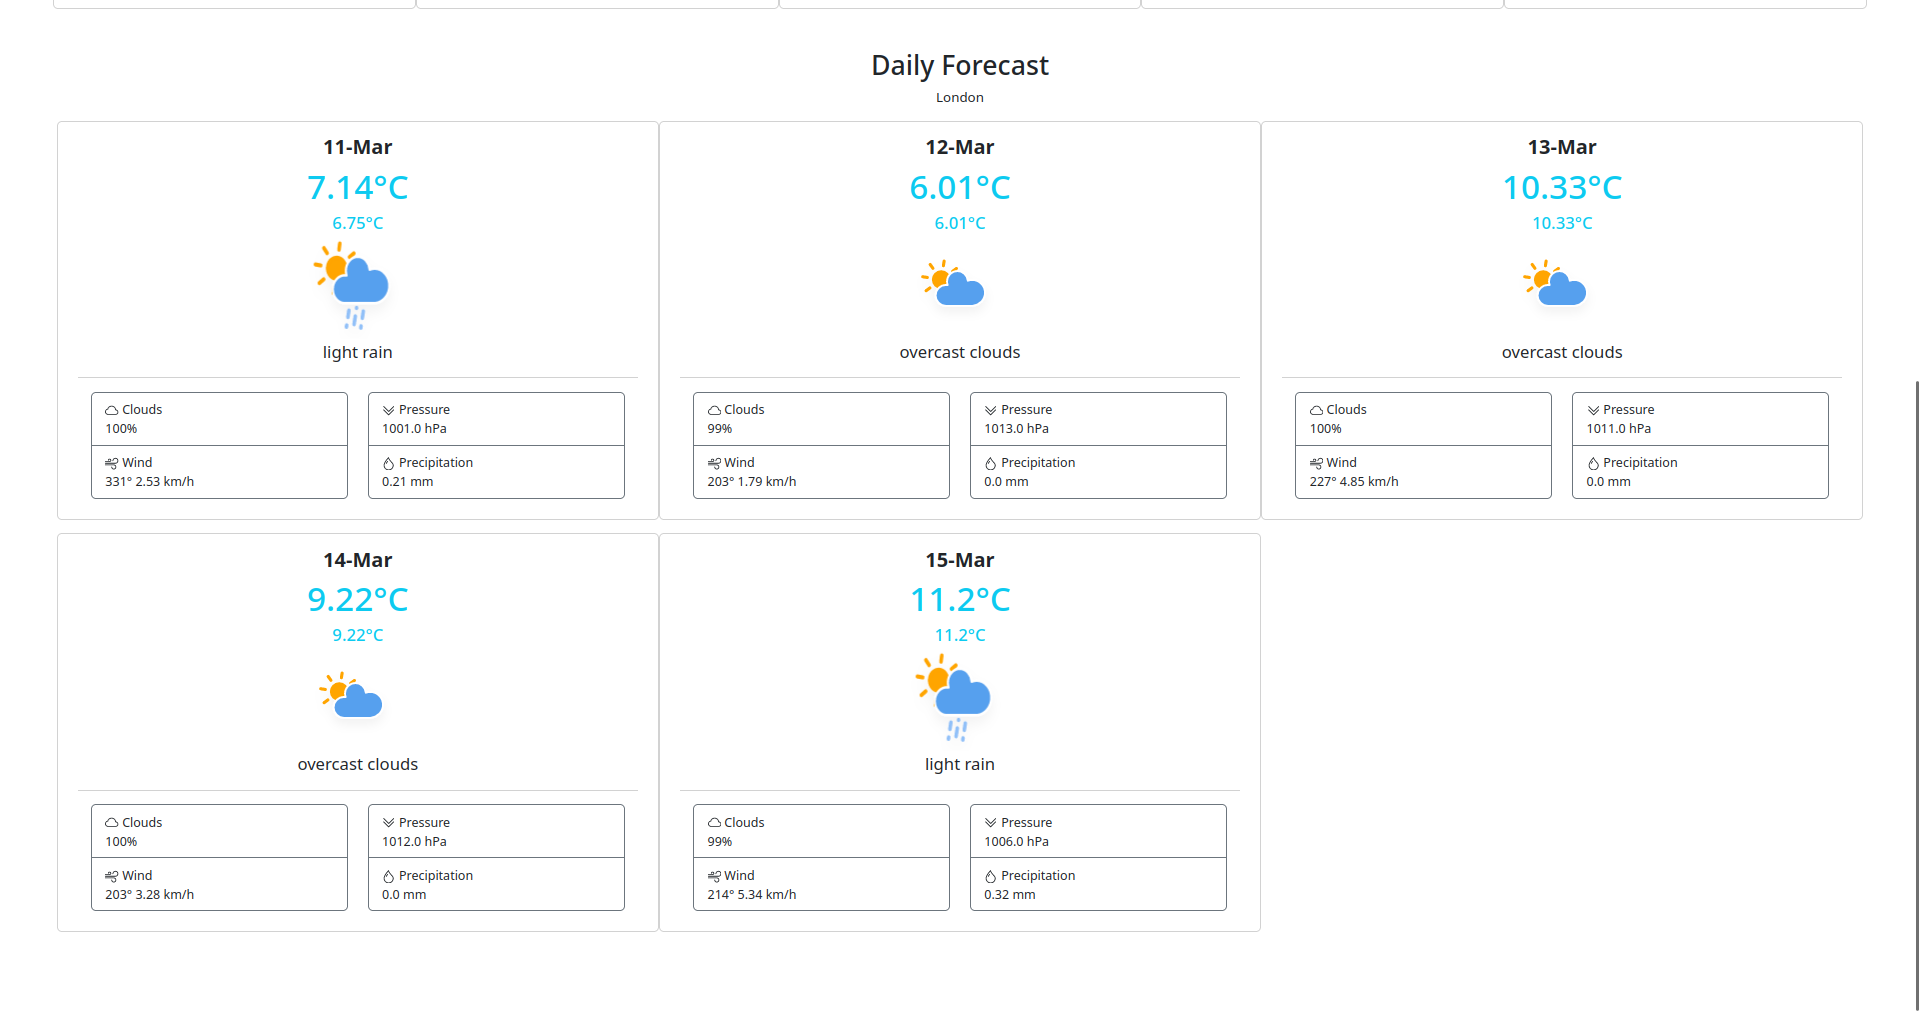 Daily Forecast
London
11-Mar
7.14°C
6.75°C
light rain
Clouds
100%
Wind
331° 2.53 km/h
Pressure
1001.0 hPa
Precipitation
0.21 mm
12-Mar
6.01°C
6.01°C
overcast clouds
Clouds
99%
Wind
203° 1.79 km/h
Pressure
1013.0 hPa
Precipitation
0.0 mm
13-Mar
10.33°C
10.33°C
overcast clouds
Clouds
100%
Wind
227° 4.85 km/h
Pressure
1011.0 hPa
Precipitation
0.0 mm
14-Mar
9.22°C
9.22°C
overcast clouds
Clouds
100%
Wind
203° 3.28 km/h
Pressure
1012.0 hPa
Precipitation
0.0 mm
15-Mar
11.2°C
11.2°C
light rain
Clouds
99%
Wind
214° 5.34 km/h
Pressure
1006.0 hPa
Precipitation
0.32 mm